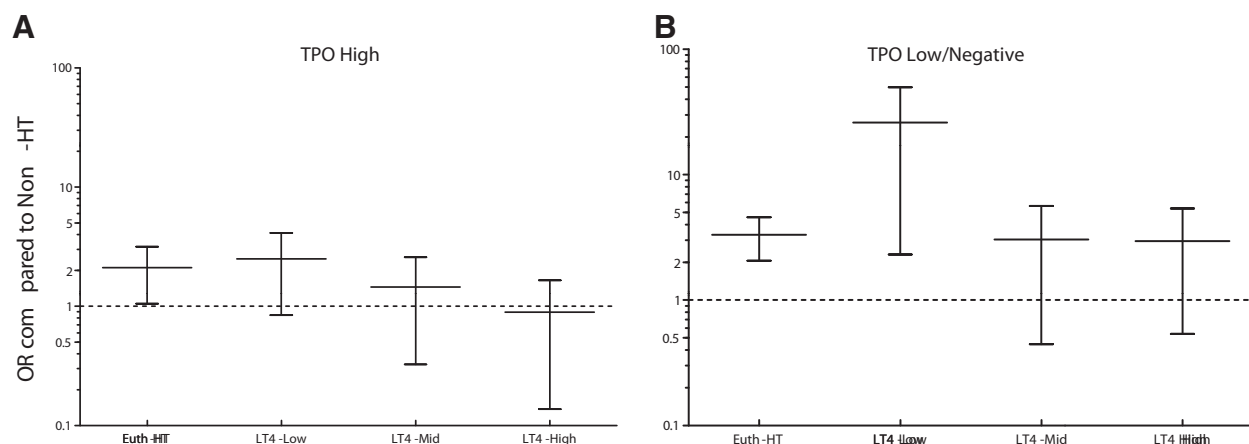 A
B
TPO High
TPO Low/Negative
OR com pared to Non -HT
100
10
5
2
1
0.5
0.1
Euth -HT
LT4 -Low
LT4 -Mid
LT4 -High
100
10
5
2
1
0.5
0.1
Euth -HT
LT4 -Low
LT4 -Mid
LT4 High